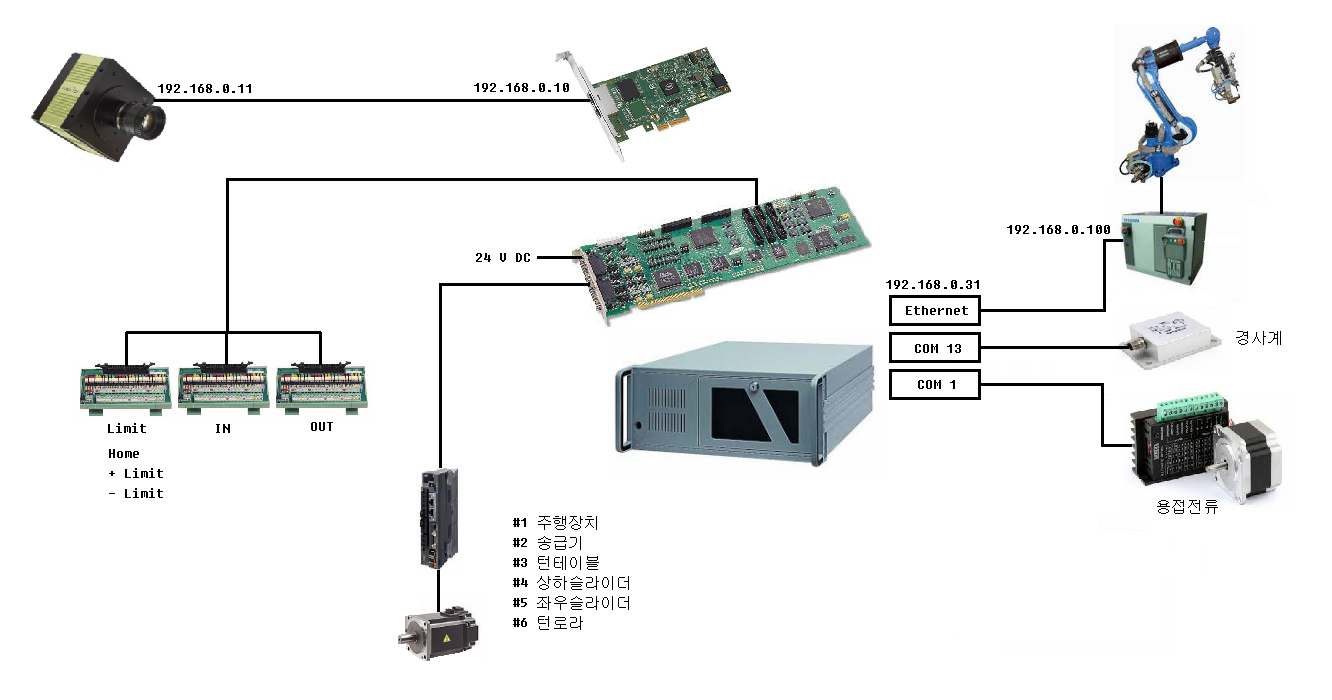 192.168.0.11
192.168.0.10
192.168.0.100
24 V DC
192.168.0.31
Ethernet
COM 13
경사계
COM 1
Limit
IN
OUT
Home
+ Limit
- Limit
용접전류
#1 주행장치
#2 송급기
#3 턴테이블
#4 상하슬라이더
#5 좌우슬라이더
#6 턴로라